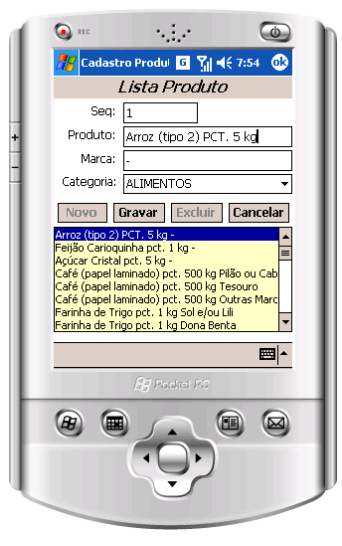 REC
Cadastro Produ G 7:54 ok
Lista Produto
Seq: 1
Produto: Arroz (tipo 2) PCT. 5 kg
Marca: -
Categoria: ALIMENTOS
Novo Gravar Excluir Cancelar
Arroz (tipo 2) PCT. 5 kg -
Feijão Carioquinha pct. 1 kg -
Açúcar Cristal pct. 5 kg -
Café (papel laminado) pct. 500 kg Pilão ou Cab
Café (papel laminado) pct. 500 kg Tesouro
Café (papel laminado) pct. 500 kg Outras Marc
Farinha de Trigo pct. 1 kg Sol e/ou Lili
Farinha de Trigo pct. 1 kg Dona Benta
Pocket PC